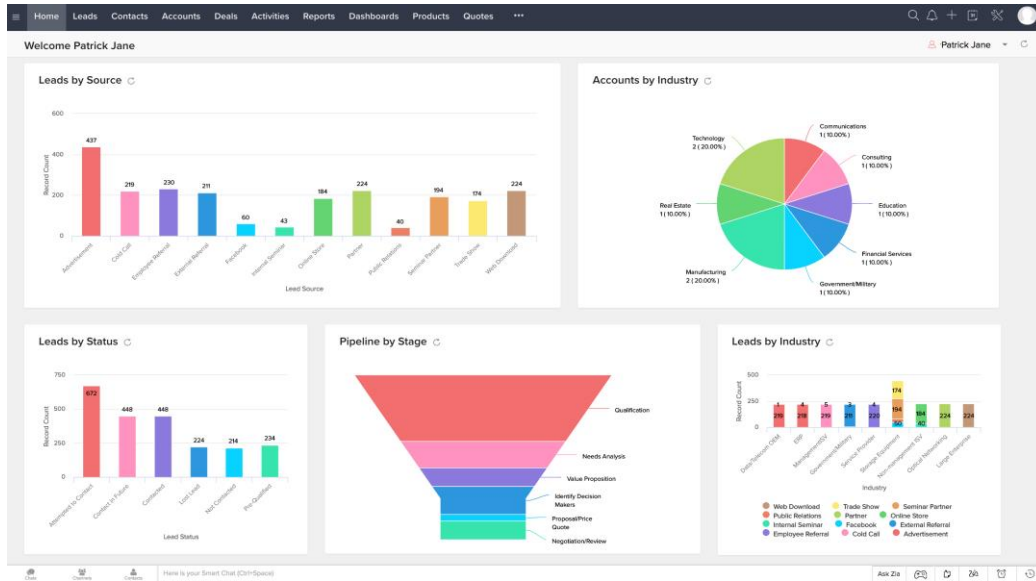 Home Leads Contacts Accounts Deals Activities Reports Dashboards Products Quotes •••
Welcome Patrick Jane
Patrick Jane
Leads by Source
600
400
200
0
Record Count
437
219
230
211
60
43
184
224
40
194
174
224
Advertisement
Cold Call
Employee Referral
External Referral
Facebook
Internal Seminar
Online Store
Partner
Public Relations
Seminar Partner
Trade Show
Web Download
Leed Source
Accounts by Industry
Communications
1 ( 10.00% )
Consulting
1 ( 10.00% )
Education
1 ( 10.00% )
Financial Services
1 ( 10.00% )
Government/Military
1 ( 10.00% )
Manufacturing
2 ( 20.00% )
Real Estate
1 ( 10.00% )
Technology
2 ( 20.00% )
Leads by Status
750
500
250
0
Record Count
672
448
448
224
214
234
Attempted to Contact
Contact in Future
Contacted
Lost Lead
Not Contacted
Pre Qualified
Lead Status
Pipeline by Stage
Qualification
Needs Analysis
Value Proposition
Identify Decision
Makers
Proposal/Price
Quote
Negotiation/Review
Leads by Industry
500
250
0
Record Count
219
4
218
5
219
3
211
4
220
174
194
60
184
40
224
224
Data/Telecom OEM
ERP
ManagementISV
Government/Military
Service Provider
Storage Equipment
Non-management ISV
Optical Networking
Large Enterprise
Industry
Web Download Trade Show Seminar Partner
Public Relations Partner Online Store
Internal Seminar Facebook External Referral
Employee Referral Cold Call Advertisement
Chats Channels Contacts Here is your Smart Chat (Ctrl+Space) Ask Zia